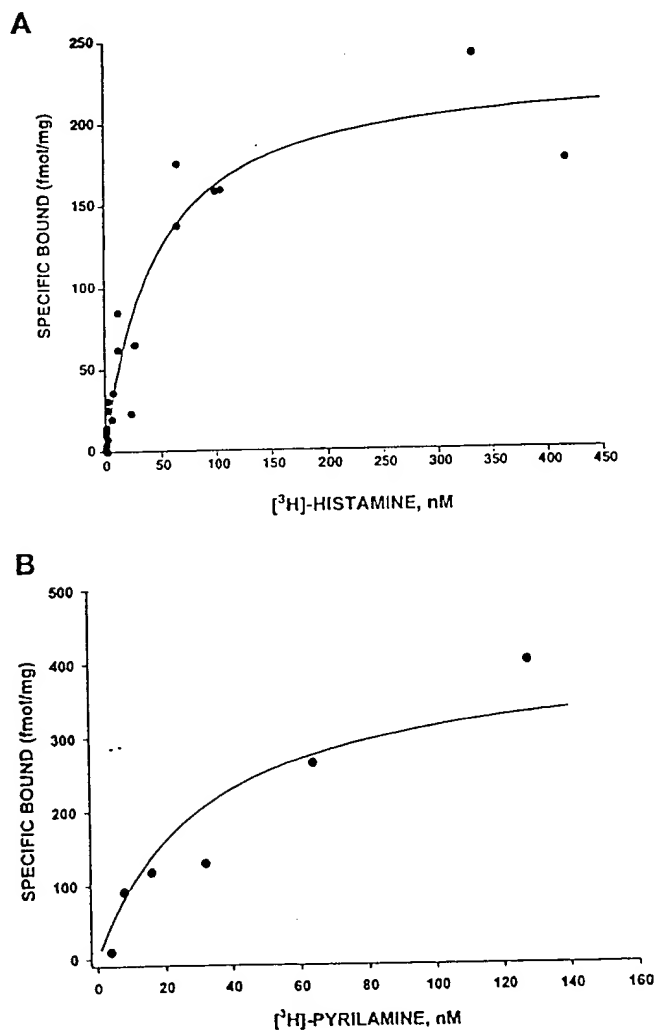 A
250
200
150
100
50
0
SPECIFIC BOUND (fmol/mg)
0 50 100 150 200 250 300 350 400 450
[³H]-HISTAMINE, nM
B
500
400
300
200
100
0
SPECIFIC BOUND (fmol/mg)
0 20 40 60 80 100 120 140 160
[³H]-PYRILAMINE, nM